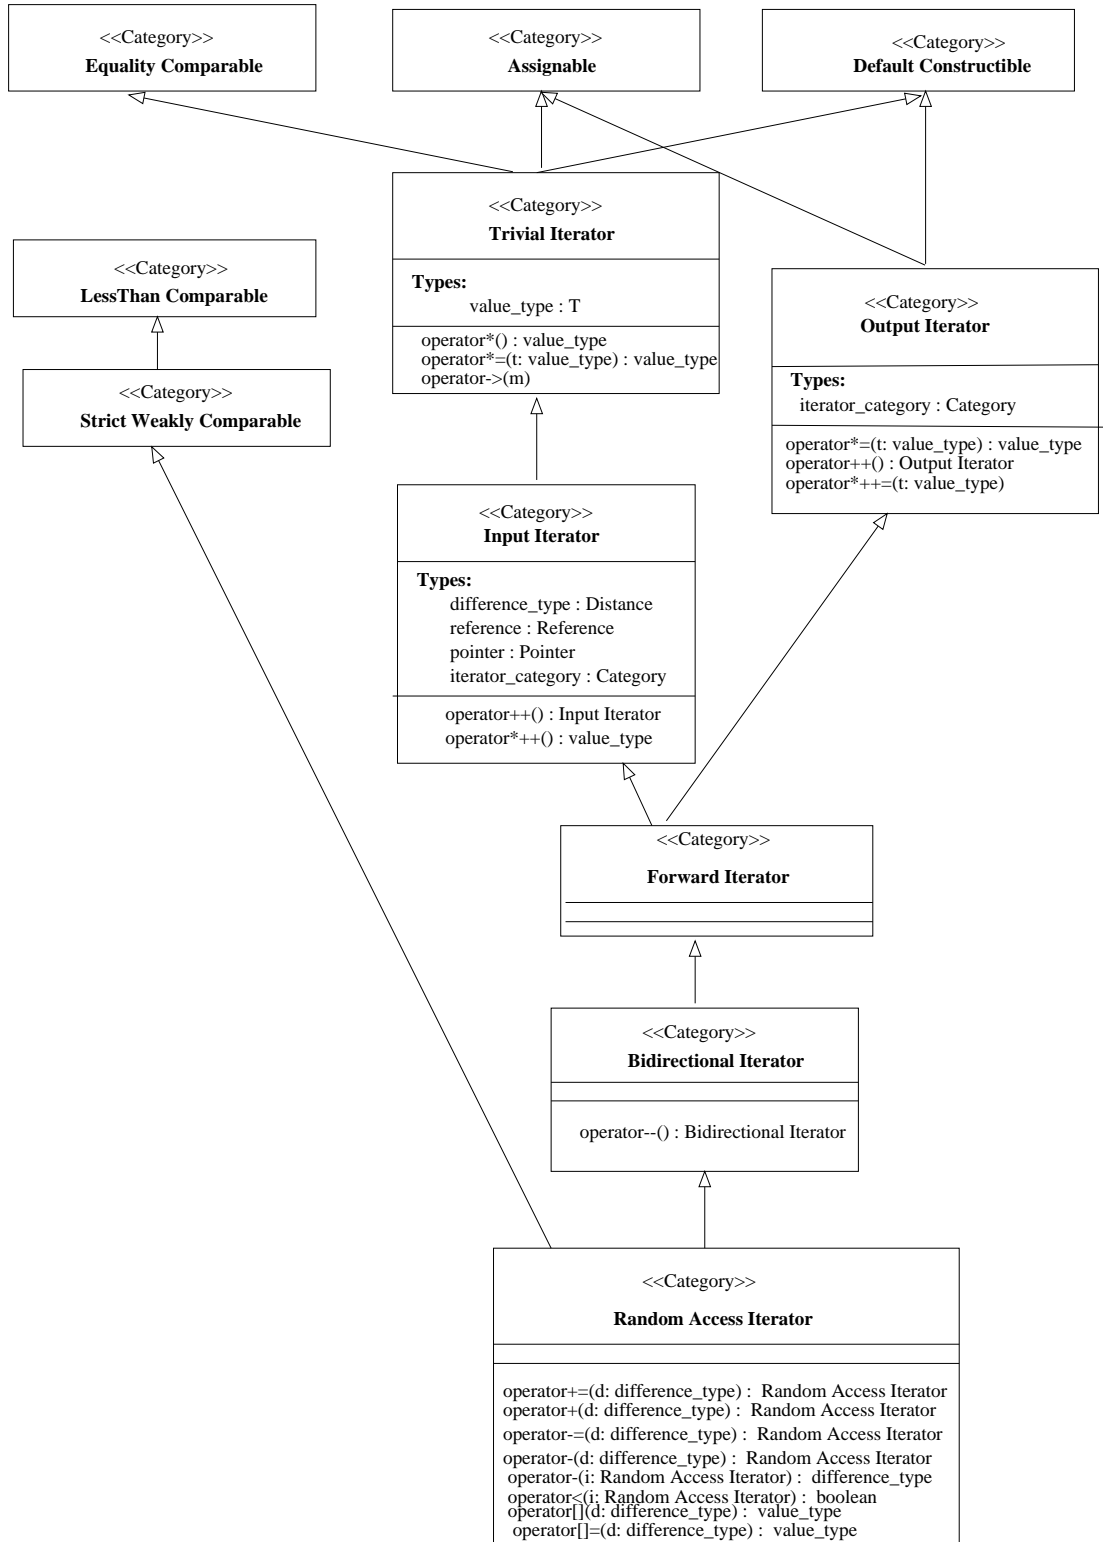 <<Category>>
Equality Comparable
<<Category>>
Assignable
<<Category>>
Default Constructible
<<Category>>
Trivial Iterator
Types:
value_type : T
operator*() : value_type
operator*=(t: value_type) : value_type
operator->(m)
<<Category>>
LessThan Comparable
<<Category>>
Strict Weakly Comparable
<<Category>>
Output Iterator
Types:
iterator_category : Category
operator*=(t: value_type) : value_type
operator++() : Output Iterator
operator*++=(t: value_type)
<<Category>>
Input Iterator
Types:
difference_type : Distance
reference : Reference
pointer : Pointer
iterator_category : Category
operator++() : Input Iterator
operator*++() : value_type
<<Category>>
Forward Iterator
<<Category>>
Bidirectional Iterator
operator--() : Bidirectional Iterator
<<Category>>
Random Access Iterator
operator+=(d: difference_type) : Random Access Iterator
operator+(d: difference_type) : Random Access Iterator
operator-=(d: difference_type) : Random Access Iterator
operator-(d: difference_type) : Random Access Iterator
operator-(i: Random Access Iterator) : difference_type
operator<(i: Random Access Iterator) : boolean
operator[](d: difference_type) : value_type
operator[]=(d: difference_type) : value_type